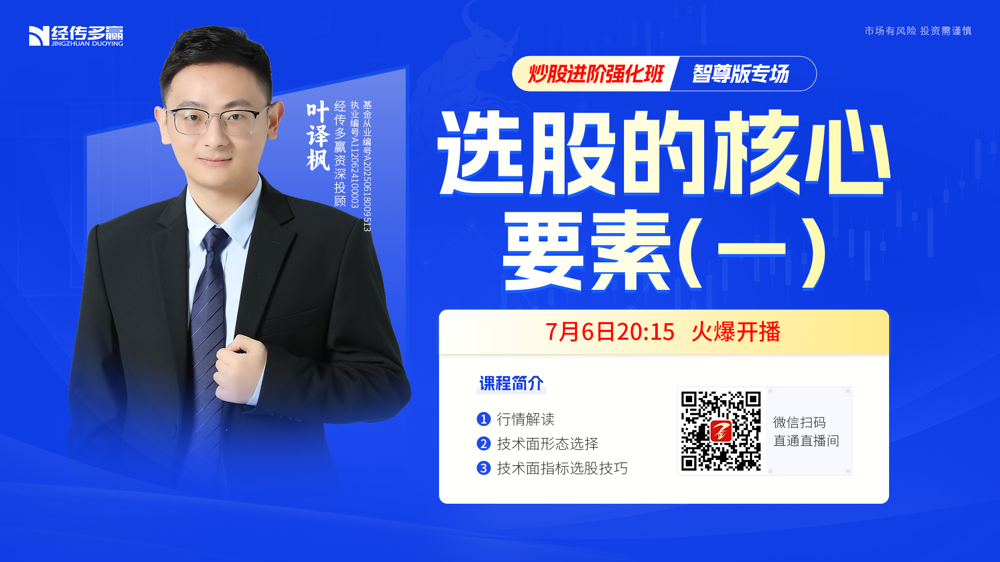 经传多赢
JINGZHUAN DUOYING
市场有风险 投资需谨慎
炒股进阶强化班
智尊版专场
选股的核心
要素(一)
叶译枫
经传多赢资深投顾
执业编号A1120624100003
基金从业编号A20250618009513
7月6日20:15 火爆开播
课程简介
1 行情解读
2 技术面形态选择
3 技术面指标选股技巧
微信扫码
直通直播间